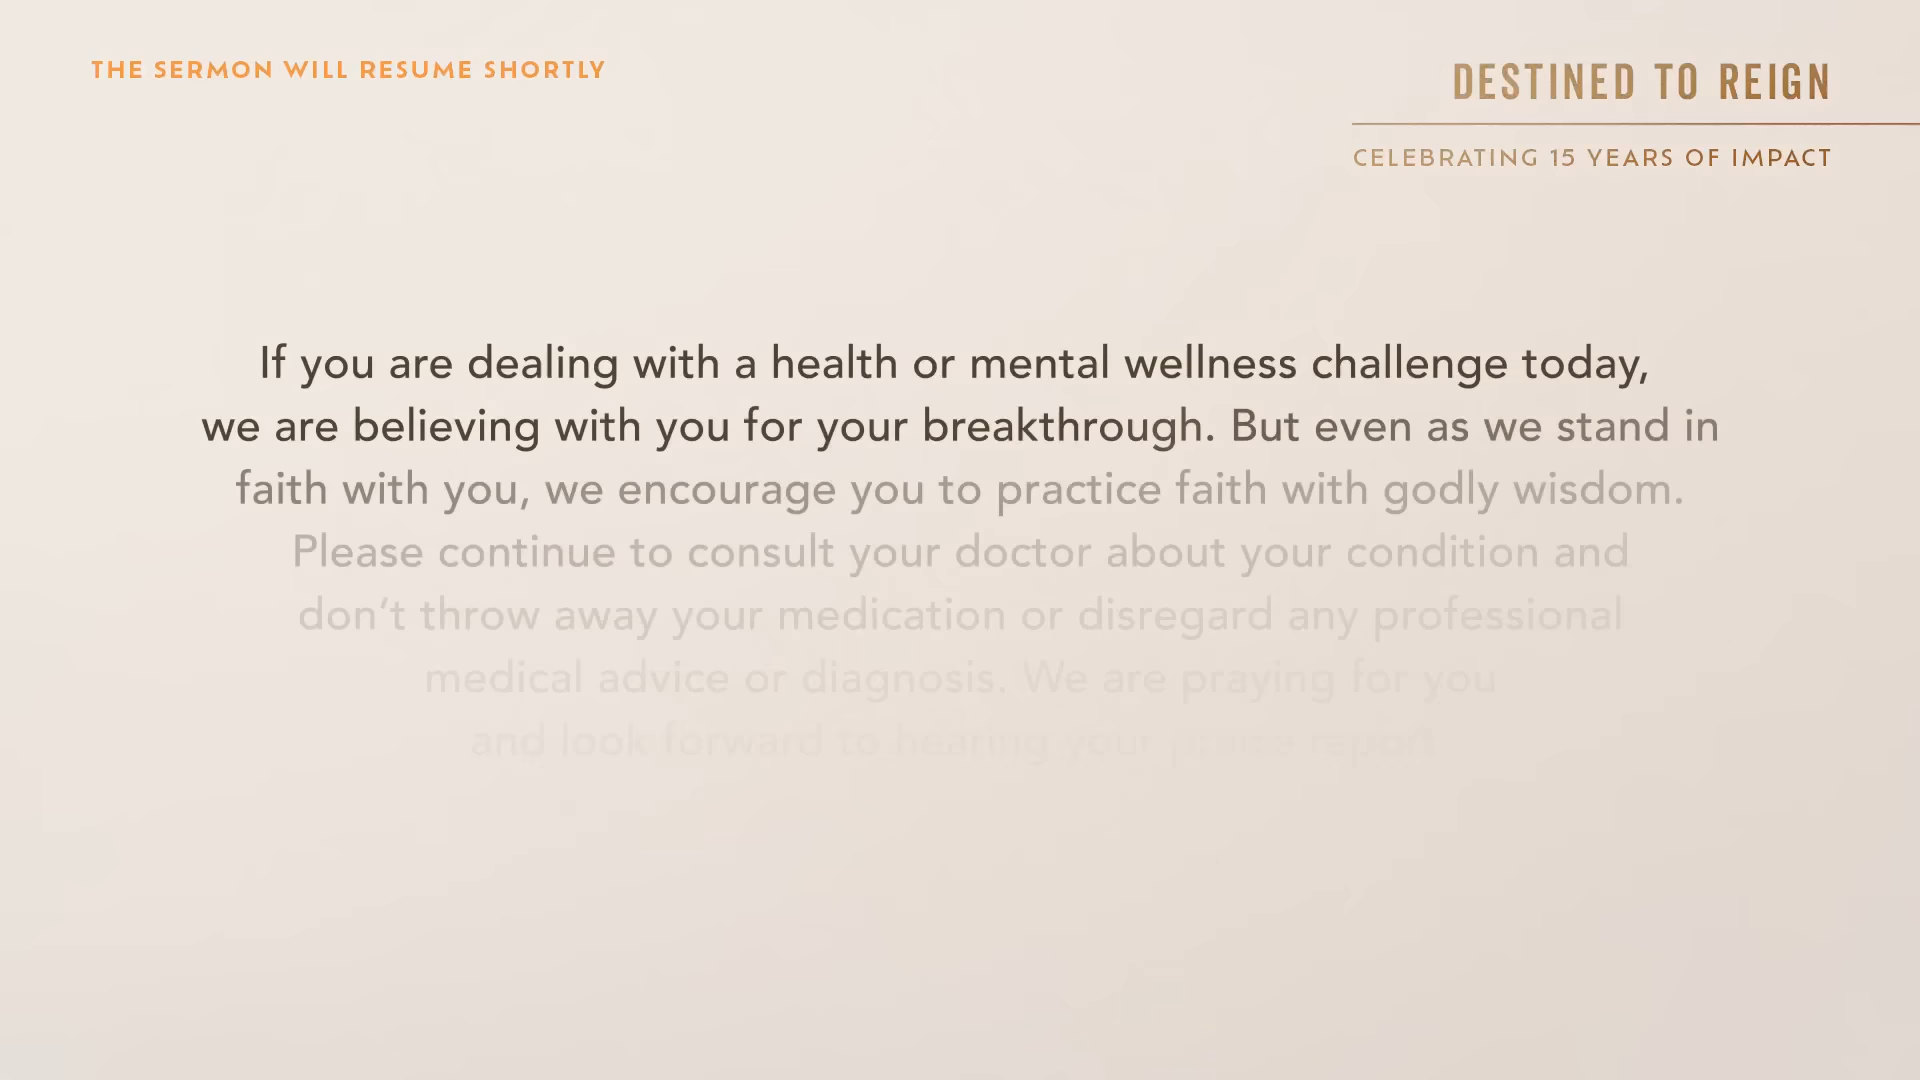 THE SERMON WILL RESUME SHORTLY
DESTINED TO REIGN
CELEBRATING 15 YEARS OF IMPACT
If you are dealing with a health or mental wellness challenge today,
we are believing with you for your breakthrough. But even as we stand in
faith with you, we encourage you to practice faith with godly wisdom.
Please continue to consult your doctor about your condition and
don’t throw away your medication or disregard any professional
medical advice or diagnosis. We are praying for you
and look forward to hearing your praise report